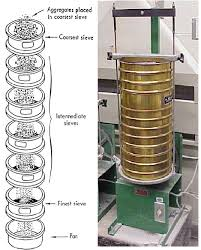 Aggregates placed
in coarsest sieve
Coarsest sieve
Intermediate
sieves
Finest sieve
Pan